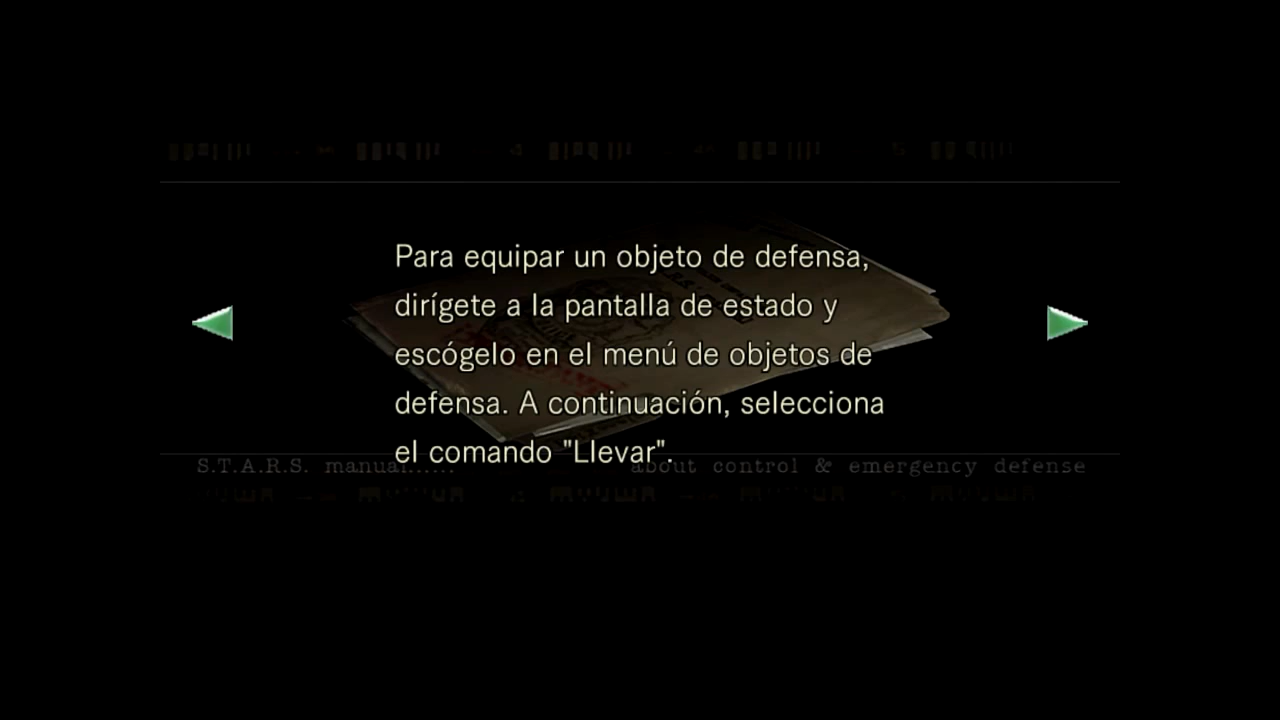 Para equipar un objeto de defensa,
dirígete a la pantalla de estado y
escógelo en el menú de objetos de
defensa. A continuación, selecciona
el comando "Llevar".
S.T.A.R.S. manual...... about control & emergency defense